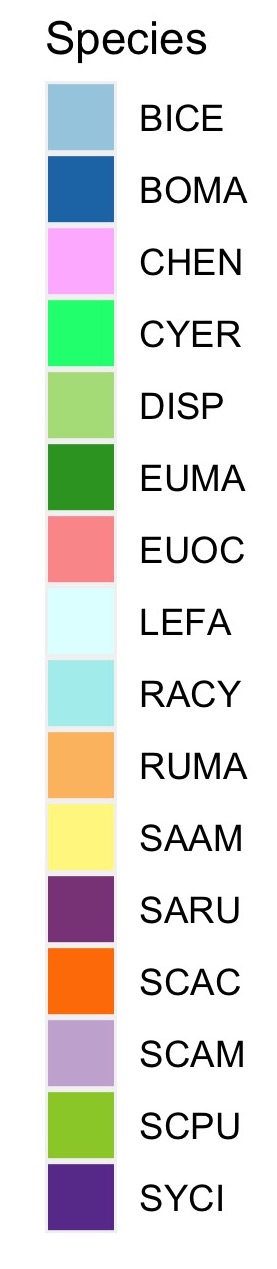 Species
BICE
BOMA
CHEN
CYER
DISP
EUMA
EUOC
LEFA
RACY
RUMA
SAAM
SARU
SCAC
SCAM
SCPU
SYCI